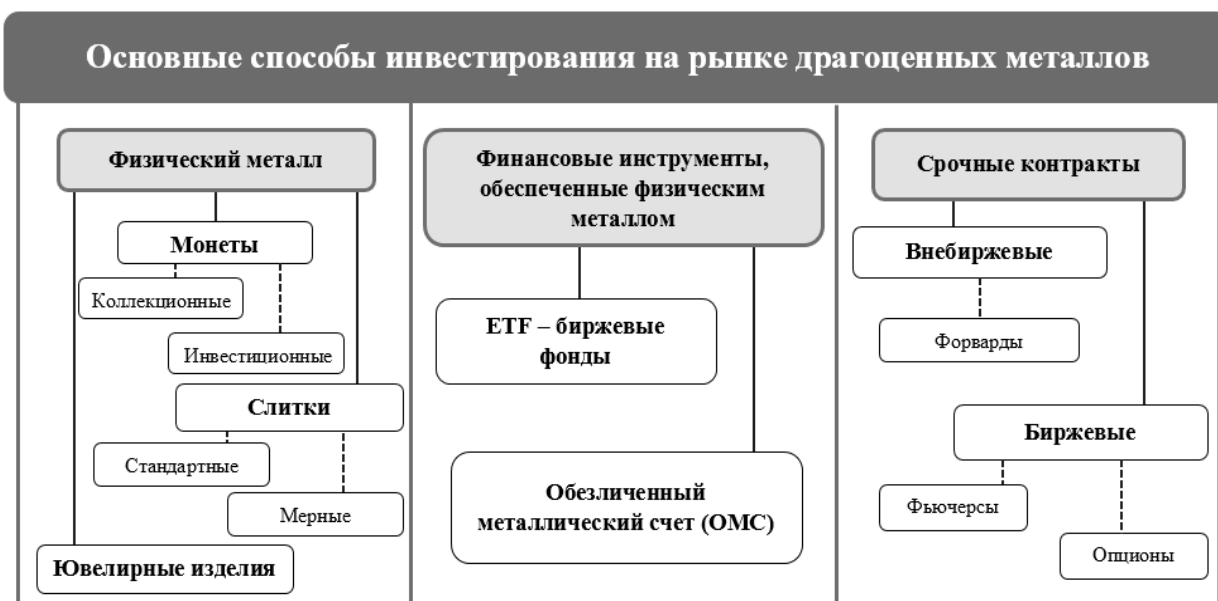 Основные способы инвестирования на рынке драгоценных металлов
Физический металл
Монеты
Коллекционные
Инвестиционные
Слитки
Стандартные
Мерные
Ювелирные изделия
Финансовые инструменты,
обеспеченные физическим
металлом
ETF – биржевые
фонды
Обезличенный
металлический счет (ОМС)
Срочные контракты
Внебиржевые
Форварды
Биржевые
Фьючерсы
Опционы